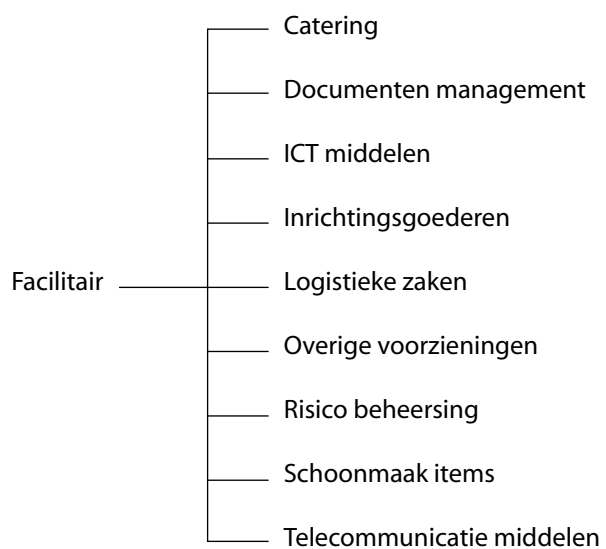 Catering
Documenten management
ICT middelen
Inrichtingsgoederen
Facilitair
Logistieke zaken
Overige voorzieningen
Risico beheersing
Schoonmaak items
Telecommunicatie middelen